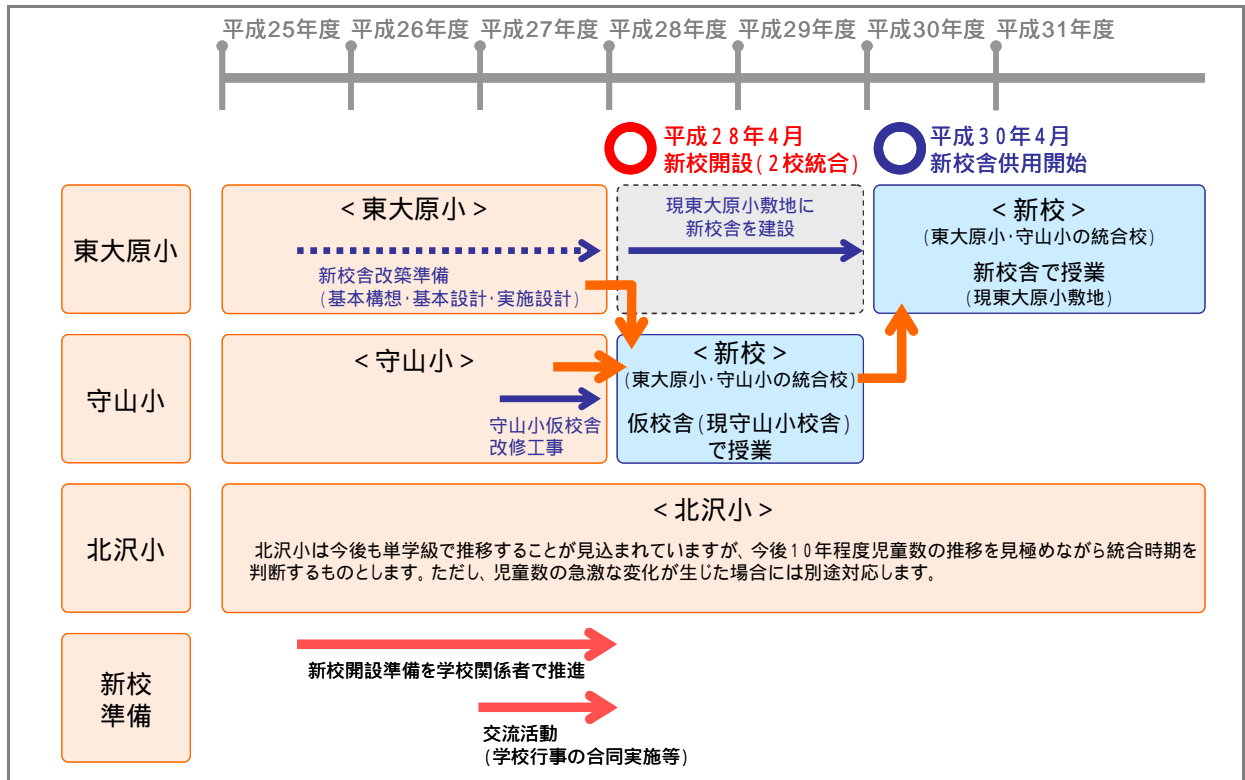 平成25年度 平成26年度 平成27年度 平成28年度 平成29年度 平成30年度 平成31年度
平成28年4月
新校開設(2校統合)
平成30年4月
新校舎供用開始
東大原小
<東大原小>
新校舎改築準備
(基本構想・基本設計・実施設計)
現東大原小敷地に
新校舎を建設
<新校>
(東大原小・守山小の統合校)
新校舎で授業
(現東大原小敷地)
守山小
<守山小>
守山小仮校舎
改修工事
<新校>
(東大原小・守山小の統合校)
仮校舎(現守山小校舎)
で授業
北沢小
<北沢小>
北沢小は今後も単学級で推移することが見込まれていますが、今後10年程度児童数の推移を見極めながら統合時期を
判断するものとします。ただし、児童数の急激な変化が生じた場合には別途対応します。
新校
準備
新校開設準備を学校関係者で推進
交流活動
(学校行事の合同実施等)